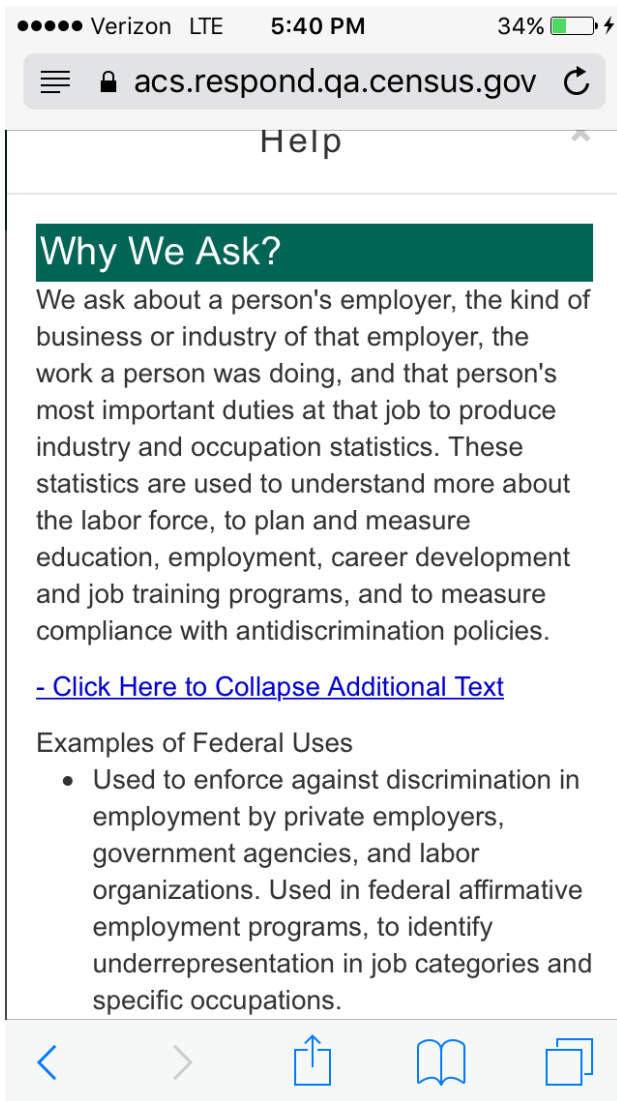 Verizon LTE 5:40 PM 34%
acs.respond.qa.census.gov
Help
Why We Ask?
We ask about a person's employer, the kind of
business or industry of that employer, the
work a person was doing, and that person's
most important duties at that job to produce
industry and occupation statistics. These
statistics are used to understand more about
the labor force, to plan and measure
education, employment, career development
and job training programs, and to measure
compliance with antidiscrimination policies.
- Click Here to Collapse Additional Text
Examples of Federal Uses
• Used to enforce against discrimination in
employment by private employers,
government agencies, and labor
organizations. Used in federal affirmative
employment programs, to identify
underrepresentation in job categories and
specific occupations.